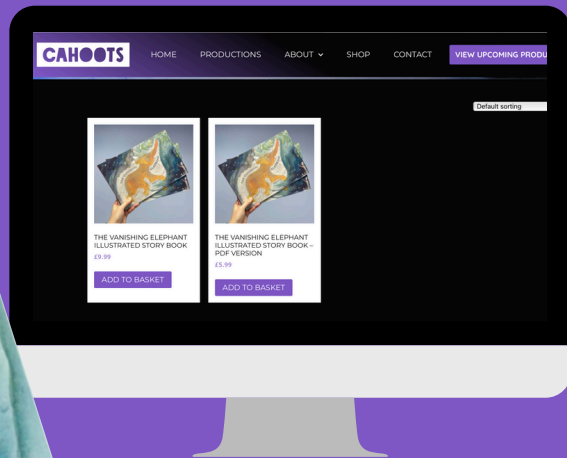 CAHOOTS
HOME
PRODUCTIONS
ABOUT
SHOP
CONTACT
VIEW UPCOMING
Default sorting
THE VANISHING ELEPHANT
ILLUSTRATED STORY BOOK
£9.99
ADD TO BASKET
THE VANISHING ELEPHANT
ILLUSTRATED STORY BOOK –
PDF VERSION
£5.99
ADD TO BASKET